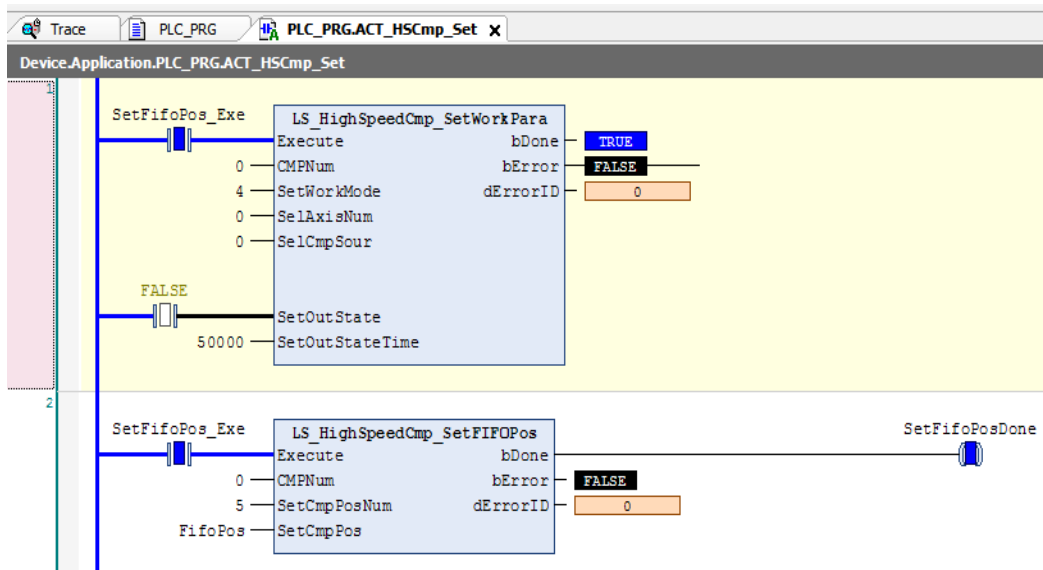 Trace PLC_PRG PLC_PRG.ACT_HSCmp_Set X
Device.Application.PLC_PRG.ACT_HSCmp_Set
1
SetFifoPos_Exe LS_HighSpeedCmp_SetWorkPara
Execute bDone TRUE
0 CMPNum bError FALSE
4 SetWorkMode dErrorID 0
0 SelAxisNum
0 SelCmpSour
FALSE
SetOutState
50000 SetOutStateTime
2
SetFifoPos_Exe LS_HighSpeedCmp_SetFIFOPos SetFifoPosDone
Execute bDone
0 CMPNum bError FALSE
5 SetCmpPosNum dErrorID 0
FifoPos SetCmpPos